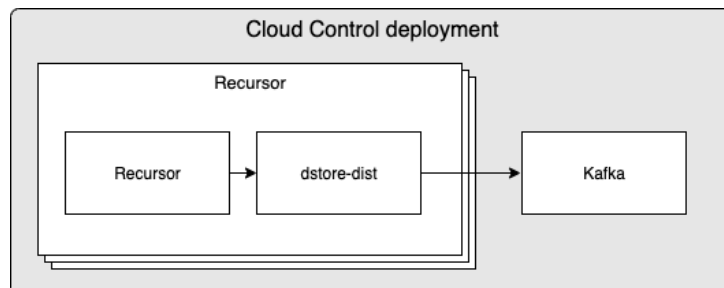 Cloud Control deployment
Recursor
Recursor
dstore-dist
Kafka